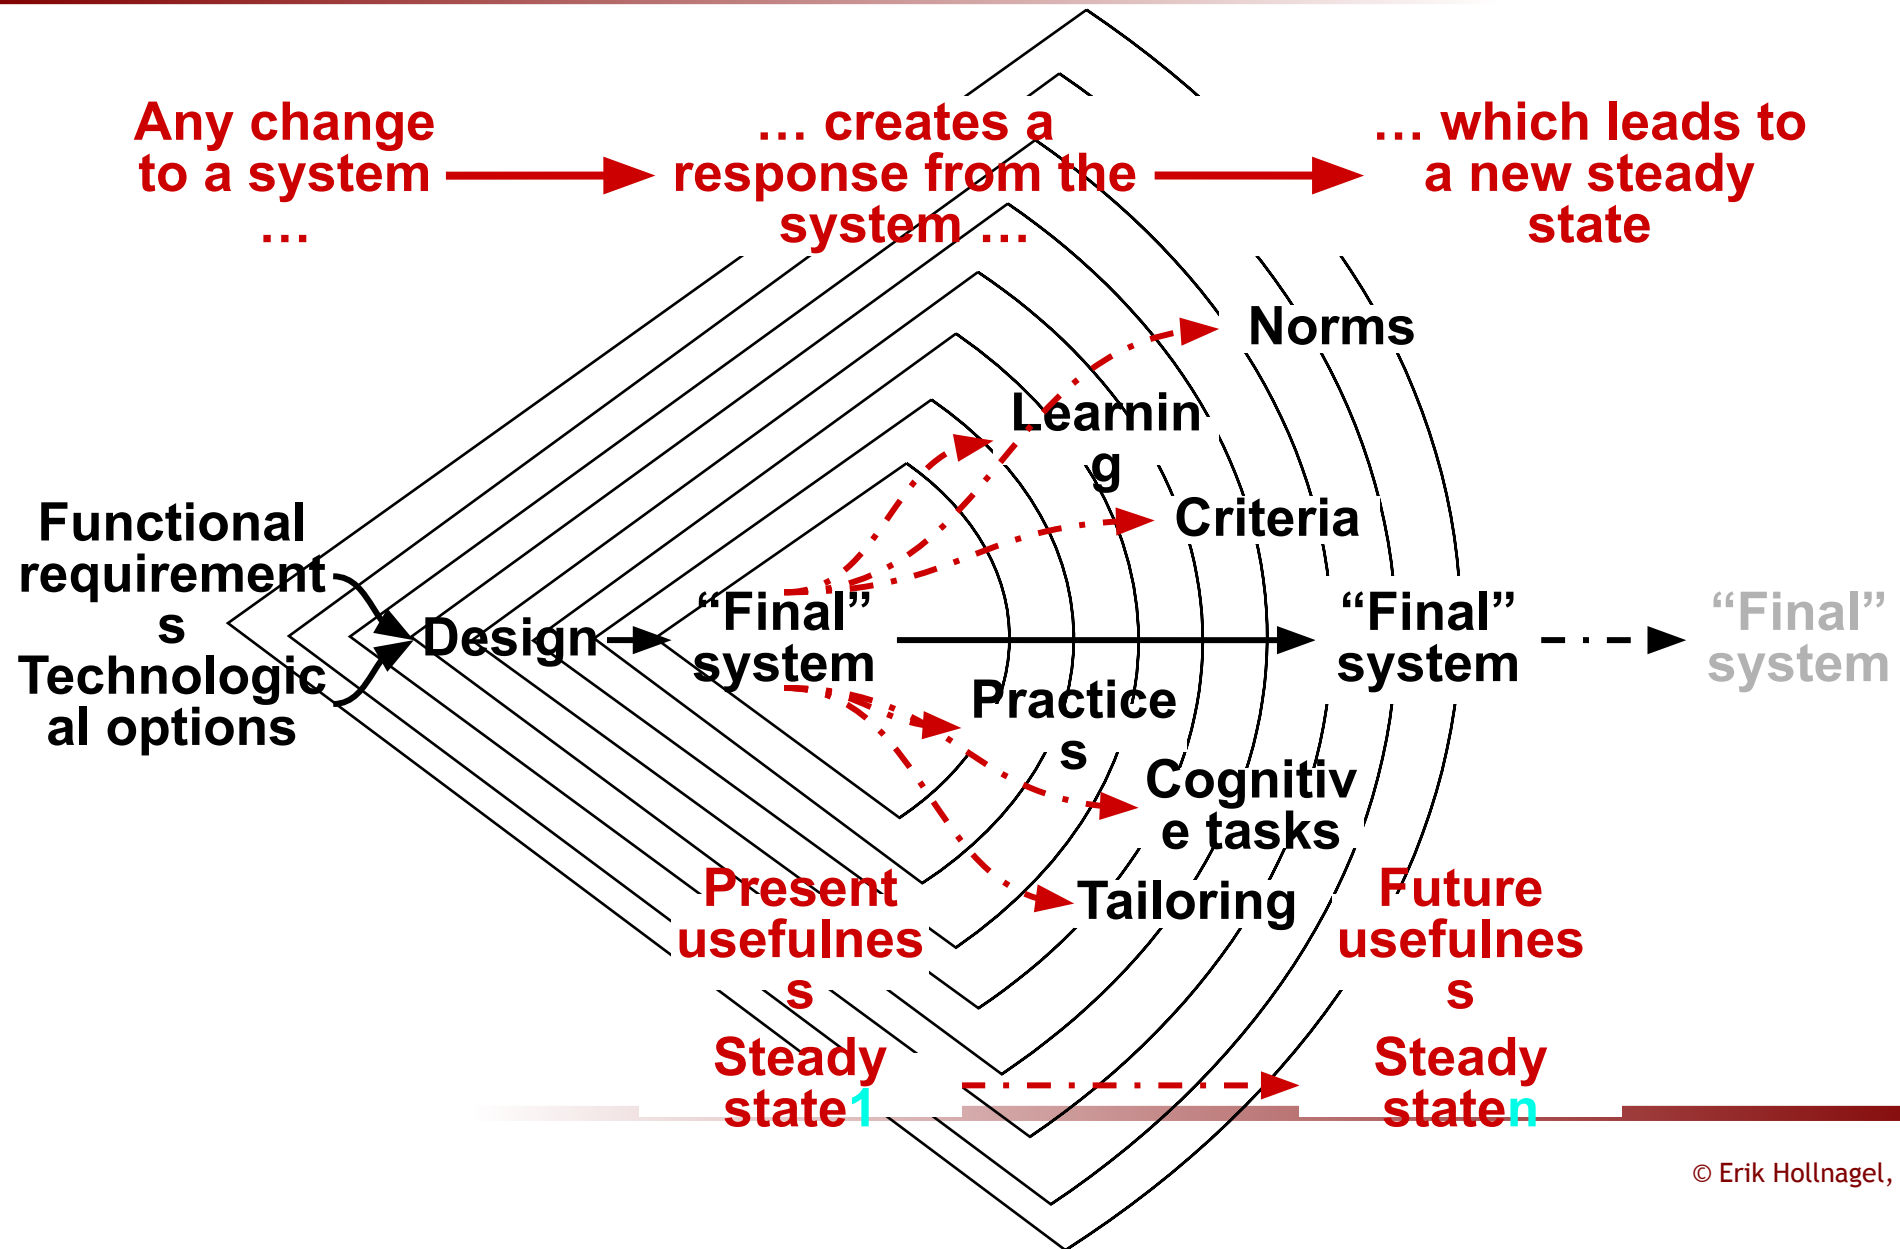 Any change
to a system
…
… creates a
response from the
system …
… which leads to
a new steady
state
Norms
Learnin
g
Criteria
Functional
requirement
s
Technologic
al options
Design
“Final”
system
“Final”
system
“Final”
system
Practice
s
Cognitiv
e tasks
Tailoring
Present
usefulnes
s
Future
usefulnes
s
Steady
state1
Steady
staten
© Erik Hollnagel,